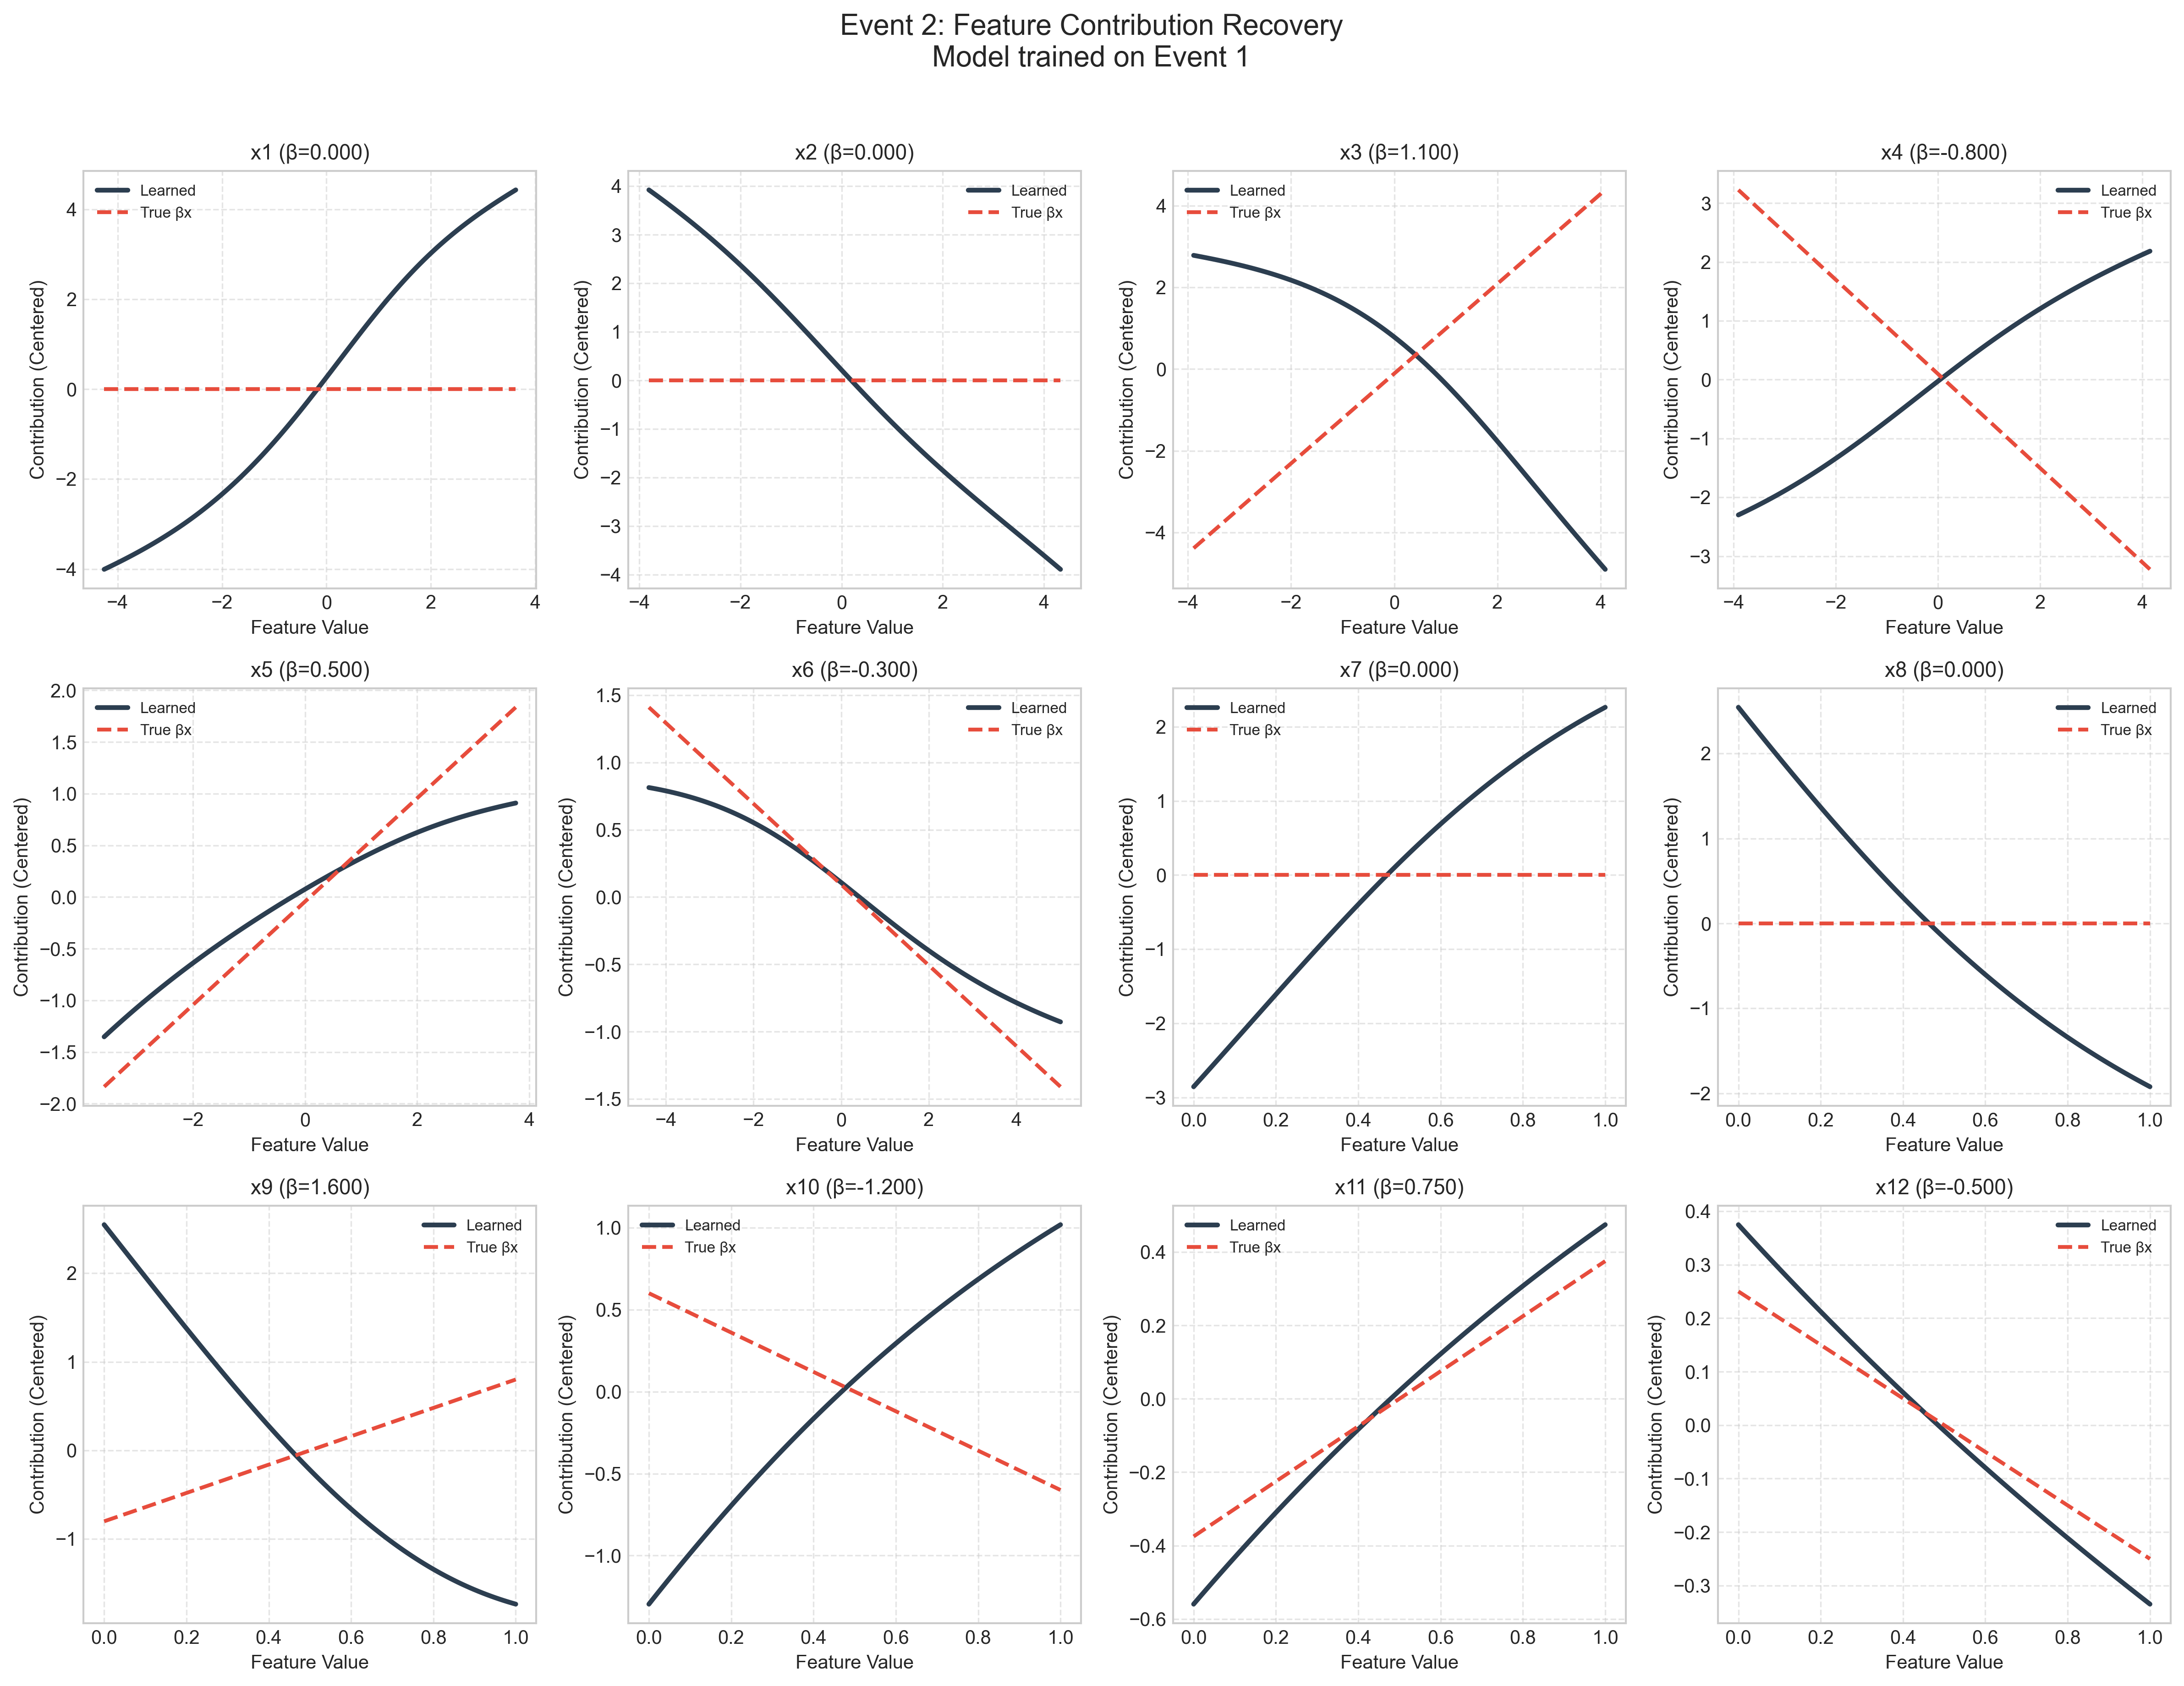 Event 2: Feature Contribution Recovery
Model trained on Event 1
x1 (β=0.000)
Learned
True βx
4
2
0
−2
−4
Contribution (Centered)
−4
−2
0
2
4
Feature Value
x2 (β=0.000)
Learned
True βx
4
3
2
1
0
−1
−2
−3
−4
Contribution (Centered)
−4
−2
0
2
4
Feature Value
x3 (β=1.100)
Learned
True βx
4
2
0
−2
−4
Contribution (Centered)
−4
−2
0
2
4
Feature Value
x4 (β=-0.800)
Learned
True βx
3
2
1
0
−1
−2
−3
Contribution (Centered)
−4
−2
0
2
4
Feature Value
x5 (β=0.500)
Learned
True βx
2.0
1.5
1.0
0.5
0.0
−0.5
−1.0
−1.5
−2.0
Contribution (Centered)
−2
0
2
4
Feature Value
x6 (β=-0.300)
Learned
True βx
1.5
1.0
0.5
0.0
−0.5
−1.0
−1.5
Contribution (Centered)
−4
−2
0
2
4
Feature Value
x7 (β=0.000)
Learned
True βx
2
1
0
−1
−2
−3
Contribution (Centered)
0.0
0.2
0.4
0.6
0.8
1.0
Feature Value
x8 (β=0.000)
Learned
True βx
2
1
0
−1
−2
Contribution (Centered)
0.0
0.2
0.4
0.6
0.8
1.0
Feature Value
x9 (β=1.600)
Learned
True βx
2
1
0
−1
Contribution (Centered)
0.0
0.2
0.4
0.6
0.8
1.0
Feature Value
x10 (β=-1.200)
Learned
True βx
1.0
0.5
0.0
−0.5
−1.0
Contribution (Centered)
0.0
0.2
0.4
0.6
0.8
1.0
Feature Value
x11 (β=0.750)
Learned
True βx
0.4
0.2
0.0
−0.2
−0.4
−0.6
Contribution (Centered)
0.0
0.2
0.4
0.6
0.8
1.0
Feature Value
x12 (β=-0.500)
Learned
True βx
0.4
0.3
0.2
0.1
0.0
−0.1
−0.2
−0.3
Contribution (Centered)
0.0
0.2
0.4
0.6
0.8
1.0
Feature Value